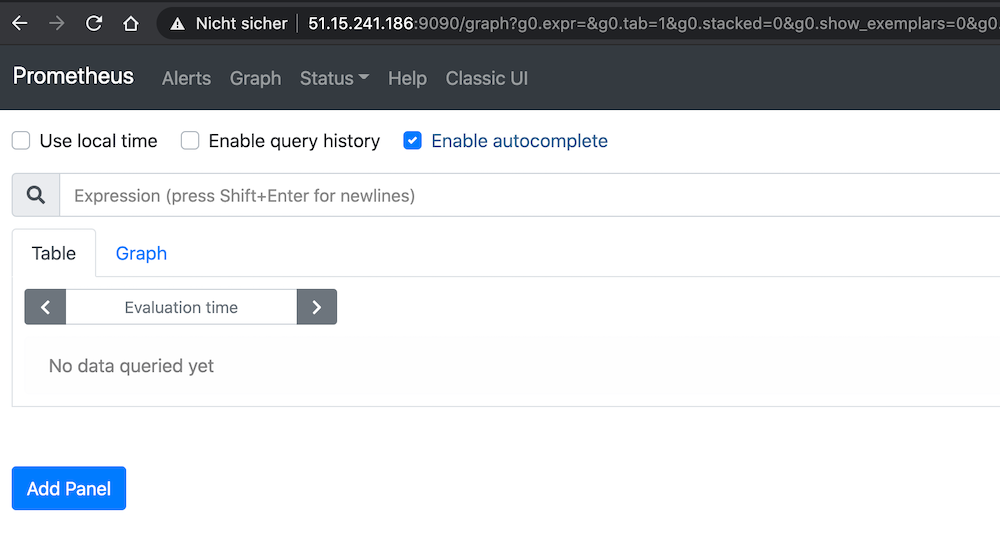 Nicht sicher 51.15.241.186:9090/graph?g0.expr=&g0.tab=1&g0.stacked=0&g0.show_exemplars=0&g0.
Prometheus Alerts Graph Status Help Classic UI
Use local time Enable query history Enable autocomplete
Expression (press Shift+Enter for newlines)
Table Graph
Evaluation time
No data queried yet
Add Panel